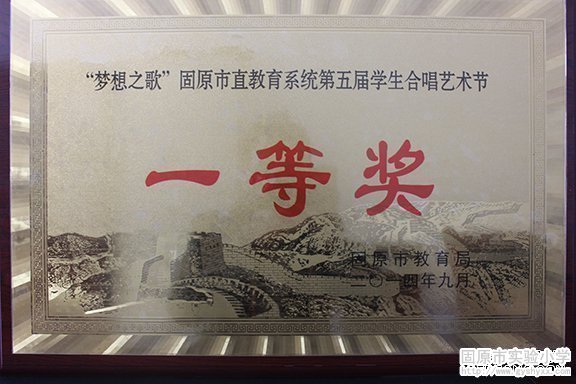 “梦想之歌”固原市直教育系统第五届学生合唱艺术节
一等奖
固原市教育局
二〇一四年九月
固原市实验小学